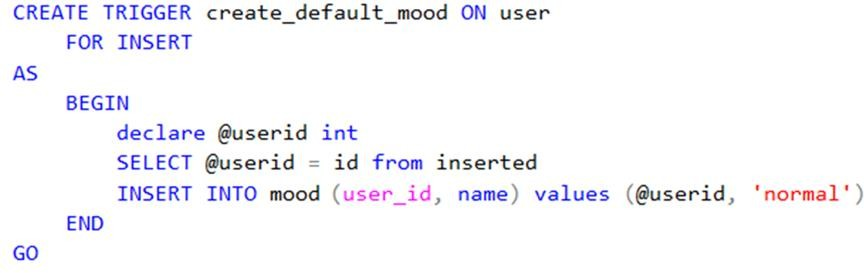 CREATE TRIGGER create_default_mood ON user
FOR INSERT
AS
BEGIN
declare @userid int
SELECT @userid = id from inserted
INSERT INTO mood (user_id, name) values (@userid, 'normal')
END
GO